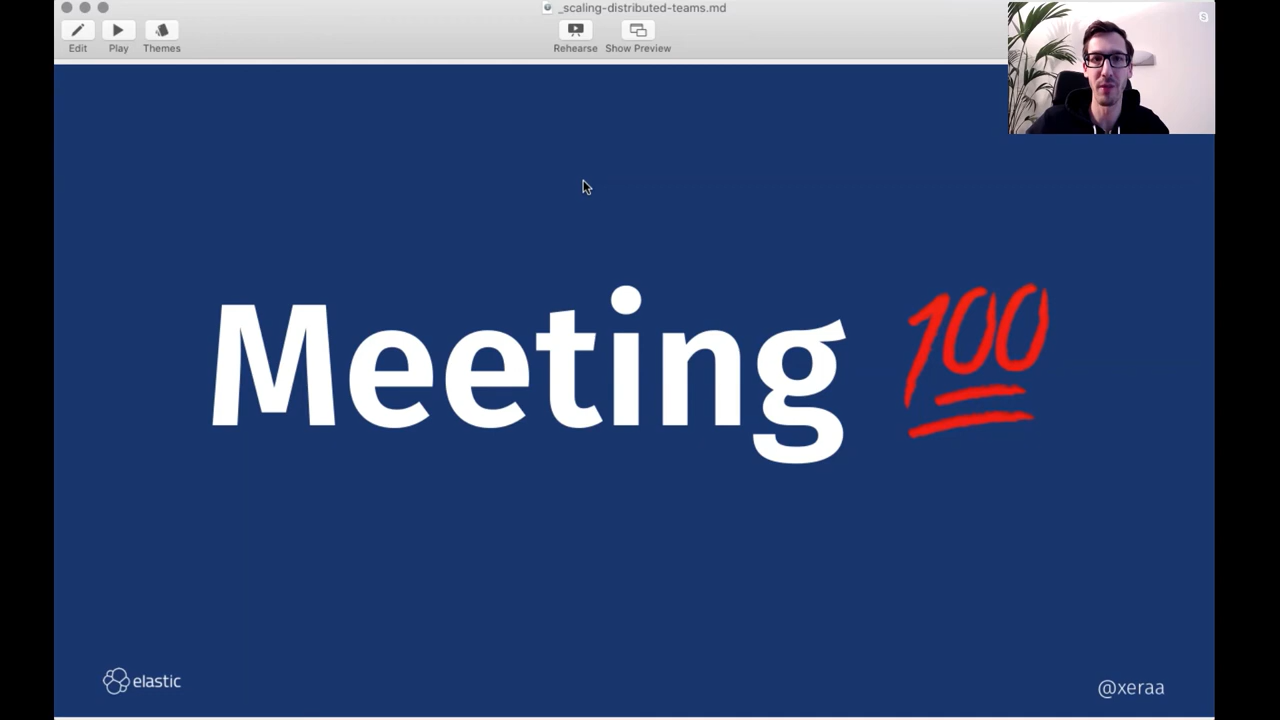 _scaling-distributed-teams.md
Edit Play Themes Rehearse Show Preview
Meeting 💯
elastic
@xeraa